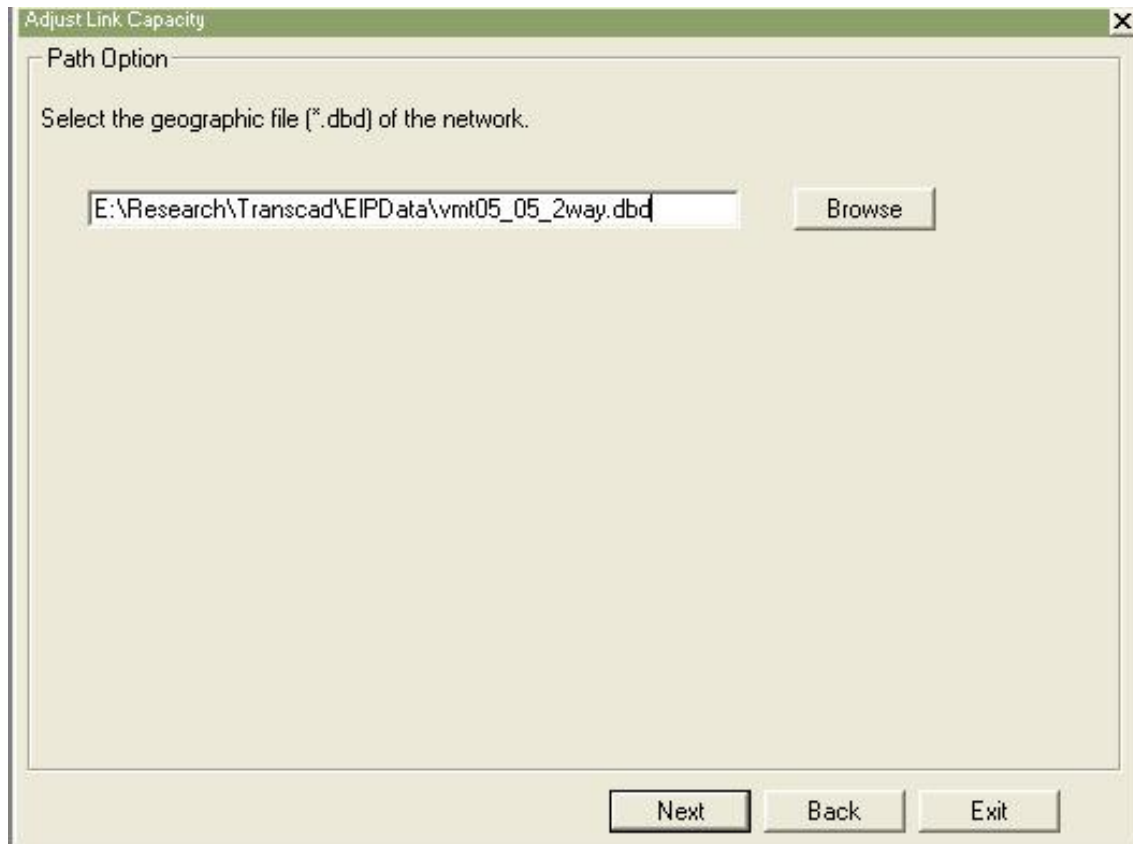 Adjust Link Capacity
Path Option
Select the geographic file (*.dbd) of the network.
E:\Research\Transcad\EIPData\vmt05_05_2way.dbd
Browse
Next Back Exit